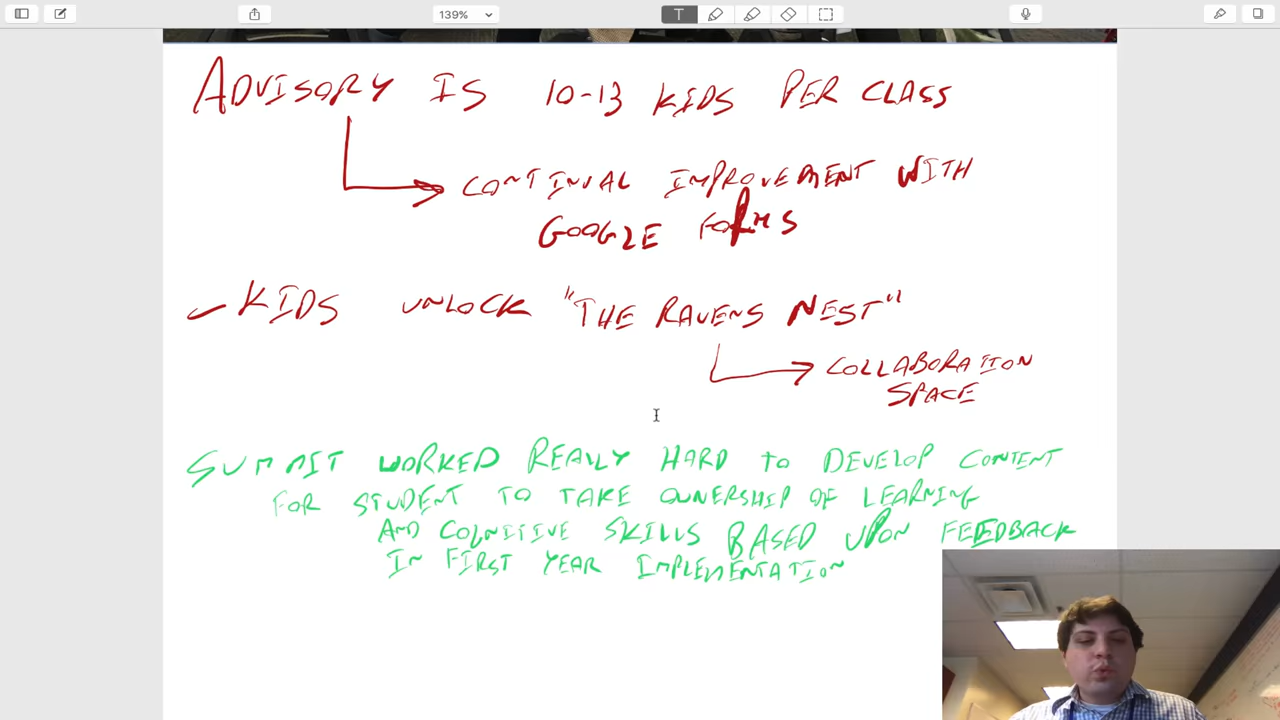 139%
T
ADVISORY IS 10-13 KIDS PER CLASS
CONTINUAL IMPROVEMENT WITH
GOOGLE FORMS
KIDS UNLOCK "THE RAVENS NEST"
COLLABORATION
SPACE
SUMMIT WORKED REALLY HARD TO DEVELOP CONTENT
FOR STUDENT TO TAKE OWNERSHIP OF LEARNING
AND COGNITIVE SKILLS BASED UPON FEEDBACK
IN FIRST YEAR IMPLEMENTATION